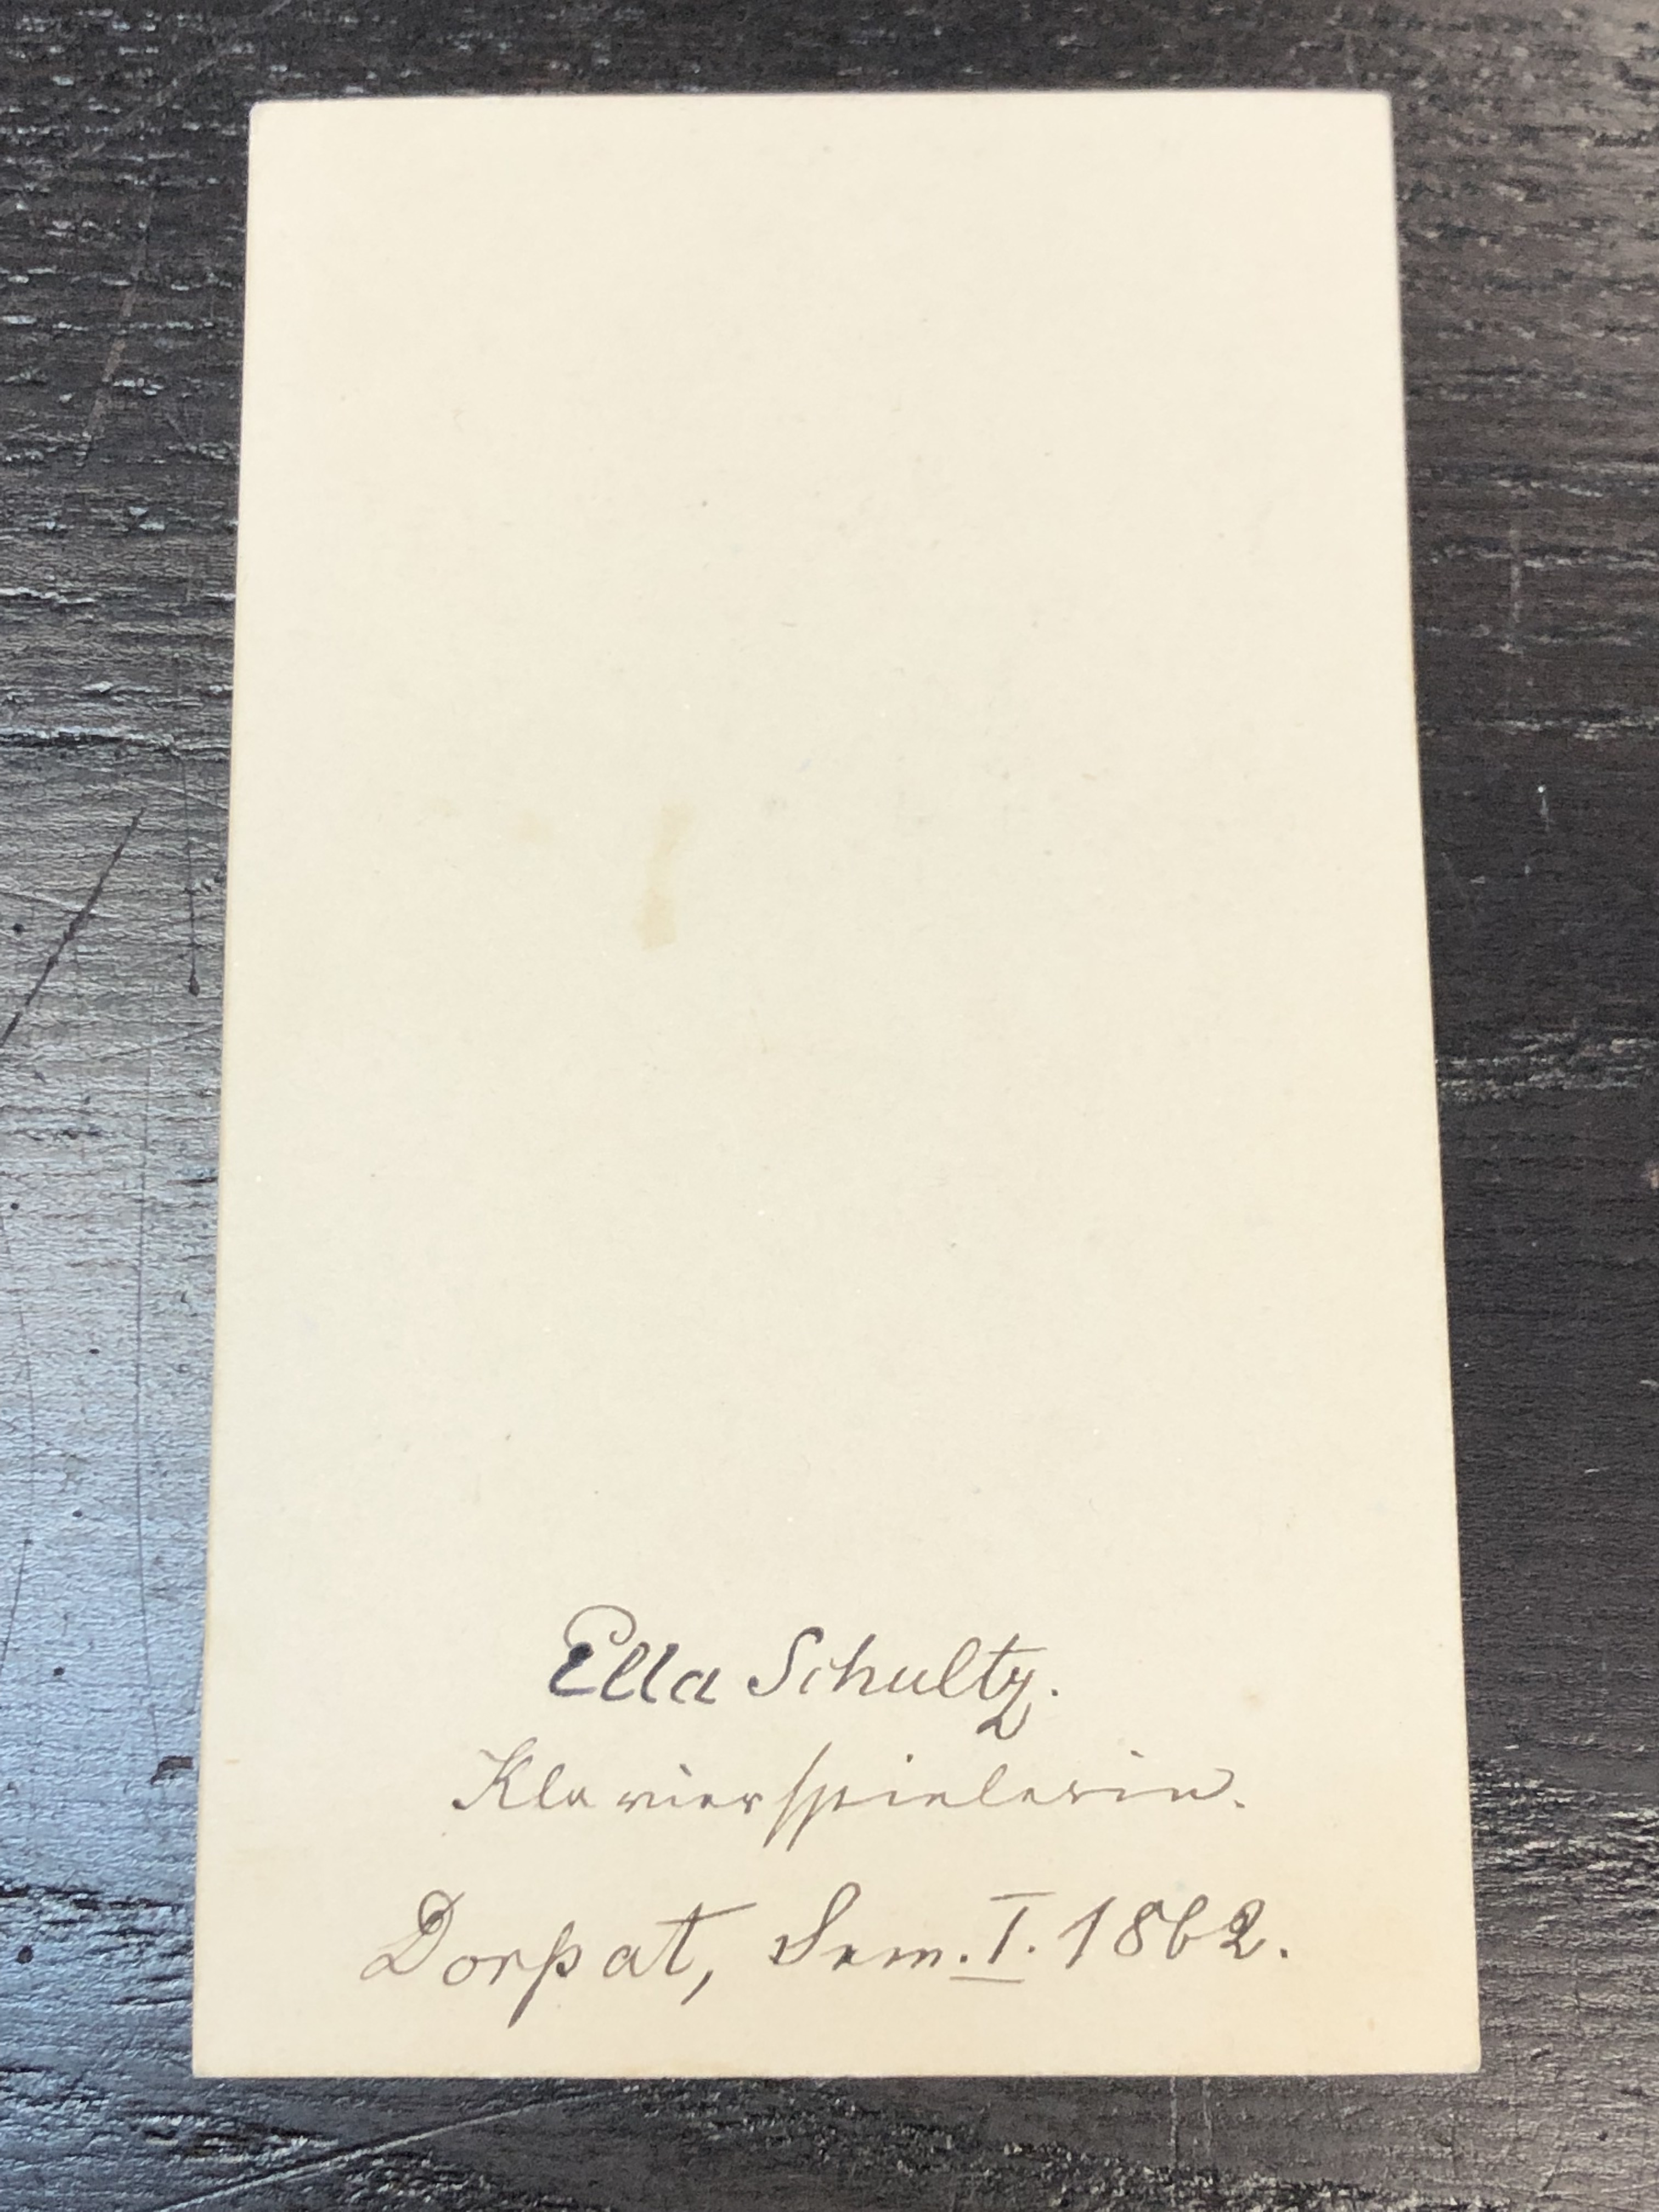 Ella Schultz.
Klavierspielerin.
Dorpat, Sem. I. 1862.